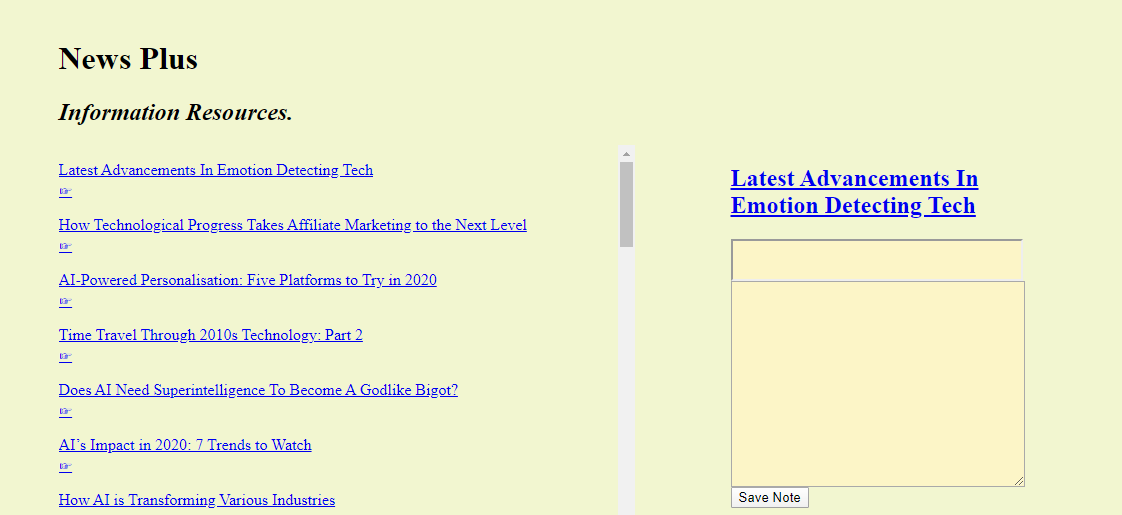 News Plus
Information Resources.
Latest Advancements In Emotion Detecting Tech
☞
How Technological Progress Takes Affiliate Marketing to the Next Level
☞
AI-Powered Personalisation: Five Platforms to Try in 2020
☞
Time Travel Through 2010s Technology: Part 2
☞
Does AI Need Superintelligence To Become A Godlike Bigot?
☞
AI’s Impact in 2020: 7 Trends to Watch
☞
How AI is Transforming Various Industries
Latest Advancements In
Emotion Detecting Tech
Save Note